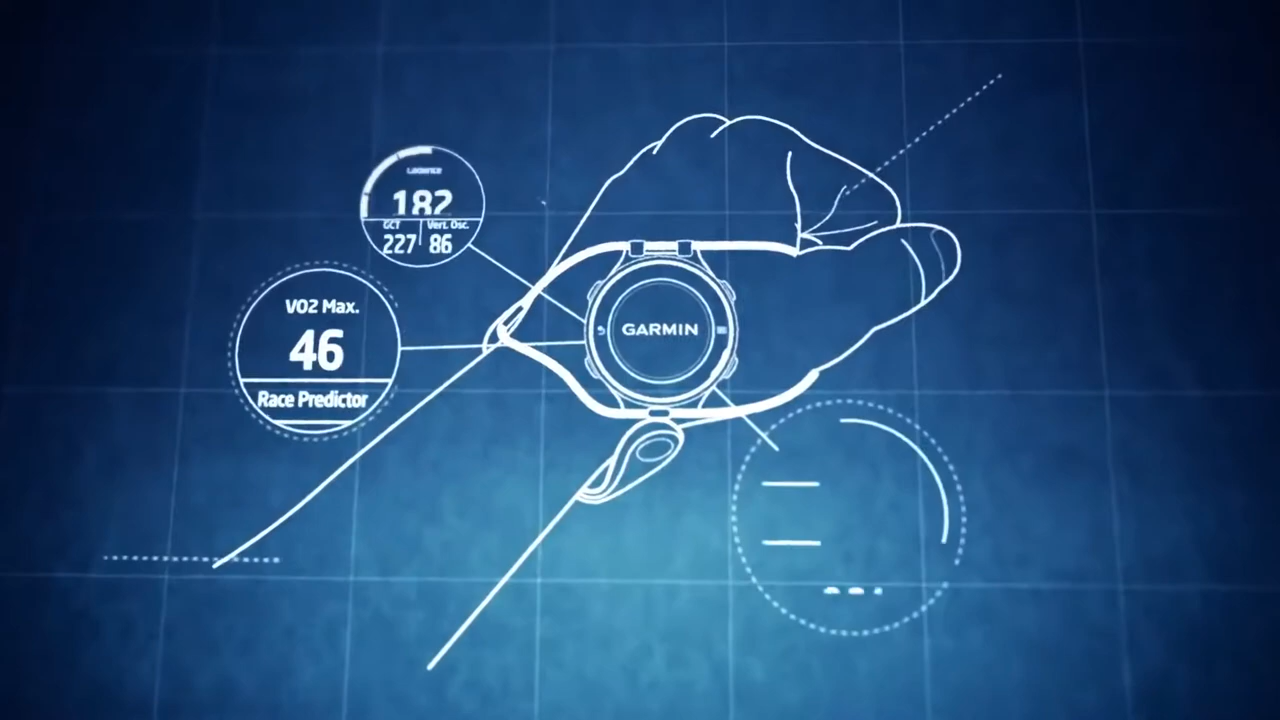 Cadence
182
GCT Vert. Osc.
227 86
VO2 Max.
46
Race Predictor
GARMIN